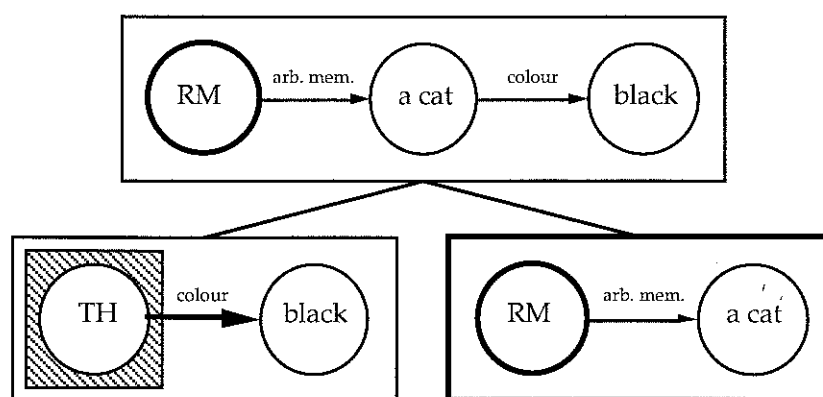 RM arb. mem. a cat colour black
TH colour black
RM arb. mem. a cat